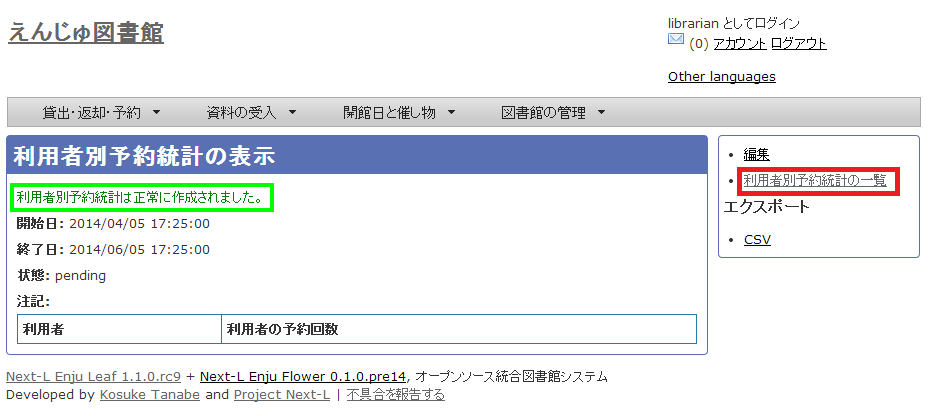 えんじゅ図書館
librarian としてログイン
(0) アカウント ログアウト
Other languages
貸出・返却・予約 資料の受入 開館日と催し物 図書館の管理
利用者別予約統計の表示
利用者別予約統計は正常に作成されました。
開始日: 2014/04/05 17:25:00
終了日: 2014/06/05 17:25:00
状態: pending
注記:
利用者 利用者の予約回数
編集
利用者別予約統計の一覧
エクスポート
CSV
Next-L Enju Leaf 1.1.0.rc9 + Next-L Enju Flower 0.1.0.pre14, オープンソース統合図書館システム
Developed by Kosuke Tanabe and Project Next-L | 不具合を報告する